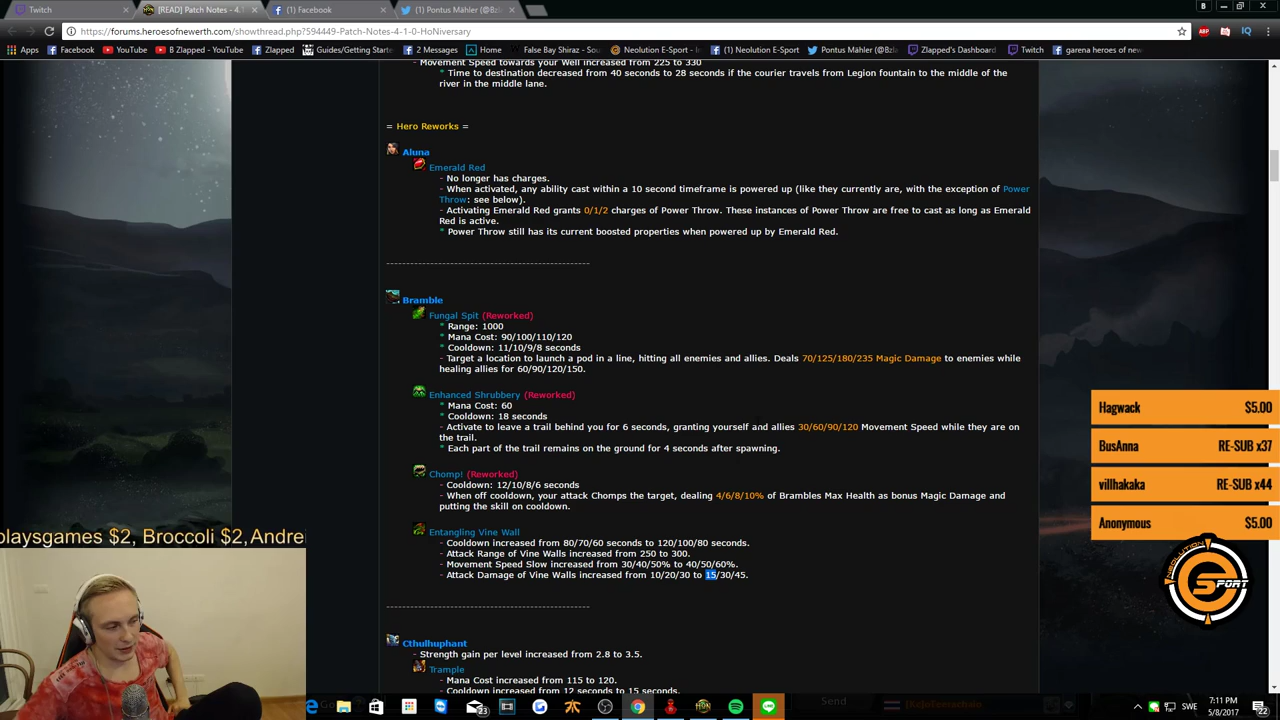 Twitch
[READ] Patch Notes - 4.1
(1) Facebook
(1) Pontus Mähler (@Bzla
https://forums.heroesofnewerth.com/showthread.php?594449-Patch-Notes-4-1-0-HoNiversary
Apps Facebook YouTube B Zlapped - YouTube Guides/Getting Starte 2 Messages Home False Bay Shiraz - Sou Neolution E-Sport - In (1) Neolution E-Sport Pontus Mähler (@Bzla Zlapped's Dashboard Twitch garena heroes of new
- Movement Speed towards your Well increased from 225 to 330
* Time to destination decreased from 40 seconds to 28 seconds if the courier travels from Legion fountain to the middle of the
river in the middle lane.
= Hero Reworks =
Aluna
Emerald Red
- No longer has charges.
- When activated, any ability cast within a 10 second timeframe is powered up (like they currently are, with the exception of Power
Throw: see below).
- Activating Emerald Red grants 0/1/2 charges of Power Throw. These instances of Power Throw are free to cast as long as Emerald
Red is active.
* Power Throw still has its current boosted properties when powered up by Emerald Red.
--------------------------------------------------
Bramble
Fungal Spit (Reworked)
* Range: 1000
* Mana Cost: 90/100/110/120
* Cooldown: 11/10/9/8 seconds
- Target a location to launch a pod in a line, hitting all enemies and allies. Deals 70/125/180/235 Magic Damage to enemies while
healing allies for 60/90/120/150.
Enhanced Shrubbery (Reworked)
* Mana Cost: 60
* Cooldown: 18 seconds
- Activate to leave a trail behind you for 6 seconds, granting yourself and allies 30/60/90/120 Movement Speed while they are on
the trail.
* Each part of the trail remains on the ground for 4 seconds after spawning.
Chomp! (Reworked)
- Cooldown: 12/10/8/6 seconds
- When off cooldown, your attack Chomps the target, dealing 4/6/8/10% of Brambles Max Health as bonus Magic Damage and
putting the skill on cooldown.
Entangling Vine Wall
- Cooldown increased from 80/70/60 seconds to 120/100/80 seconds.
- Attack Range of Vine Walls increased from 250 to 300.
- Movement Speed Slow increased from 30/40/50% to 40/50/60%.
- Attack Damage of Vine Walls increased from 10/20/30 to 15/30/45.
--------------------------------------------------
Cthulhuphant
- Strength gain per level increased from 2.8 to 3.5.
Trample
- Mana Cost increased from 115 to 120.
- Cooldown increased from 12 seconds to 15 seconds.
Hagwack $5.00
BusAnna RE-SUB x37
villhakaka RE-SUB x44
Anonymous $5.00
NEOLUTION
E SPORT
playsgames $2, Broccoli $2, Andre
Send
SWE
7:11 PM
5/8/2017